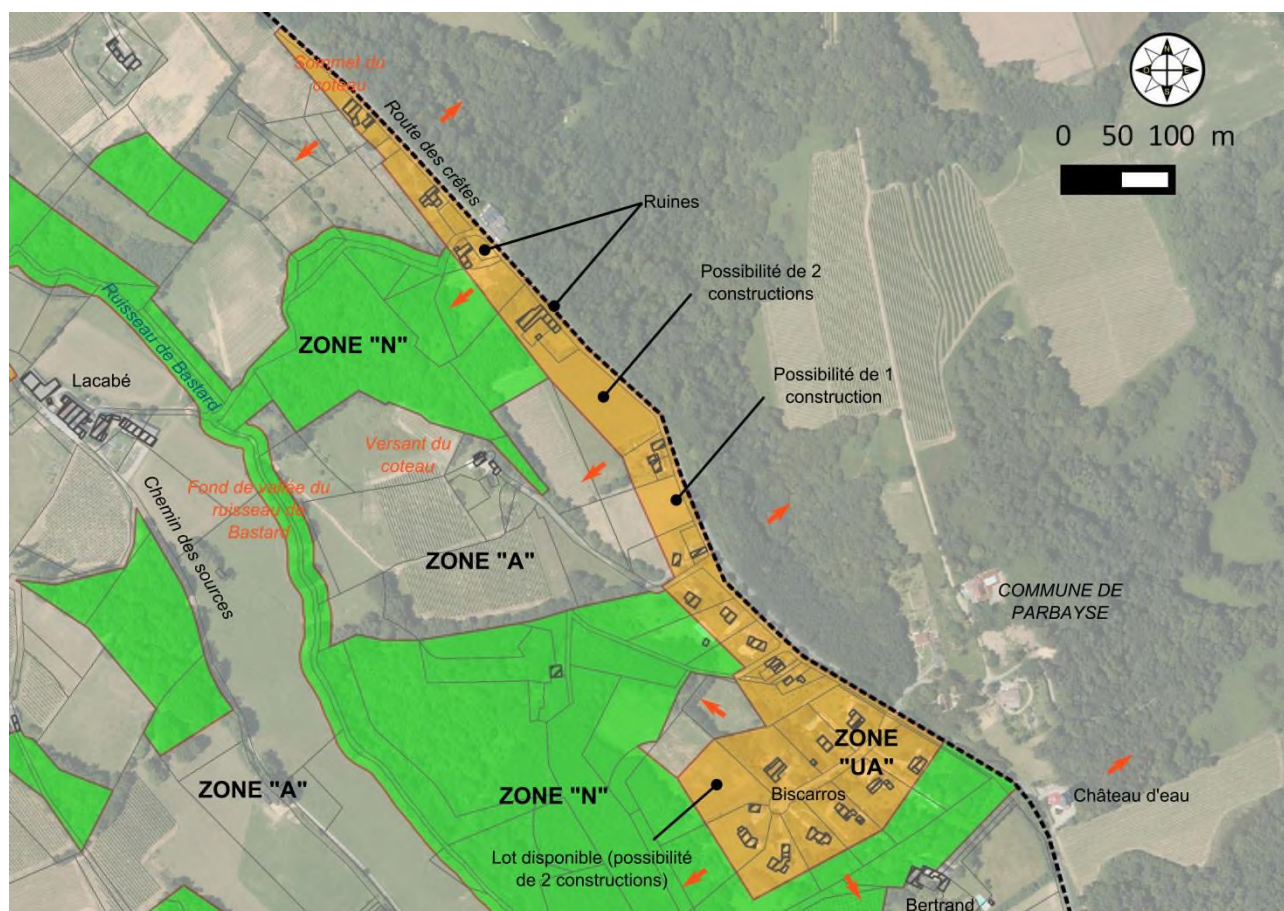 Sommet du
coteau
Route des crêtes
N
E
S
O
0 50 100 m
Ruines
Possibilité de 2
constructions
ZONE "N"
Ruisseau de Bastard
Lacabé
Possibilité de 1
construction
Versant du
coteau
Fond de vallée du
ruisseau de
Bastard
Chemin des sources
ZONE "A"
COMMUNE DE
PARBAYSE
ZONE
"UA"
ZONE "A"
ZONE "N"
Biscarros
Château d'eau
Lot disponible (possibilité
de 2 constructions)
Bertrand